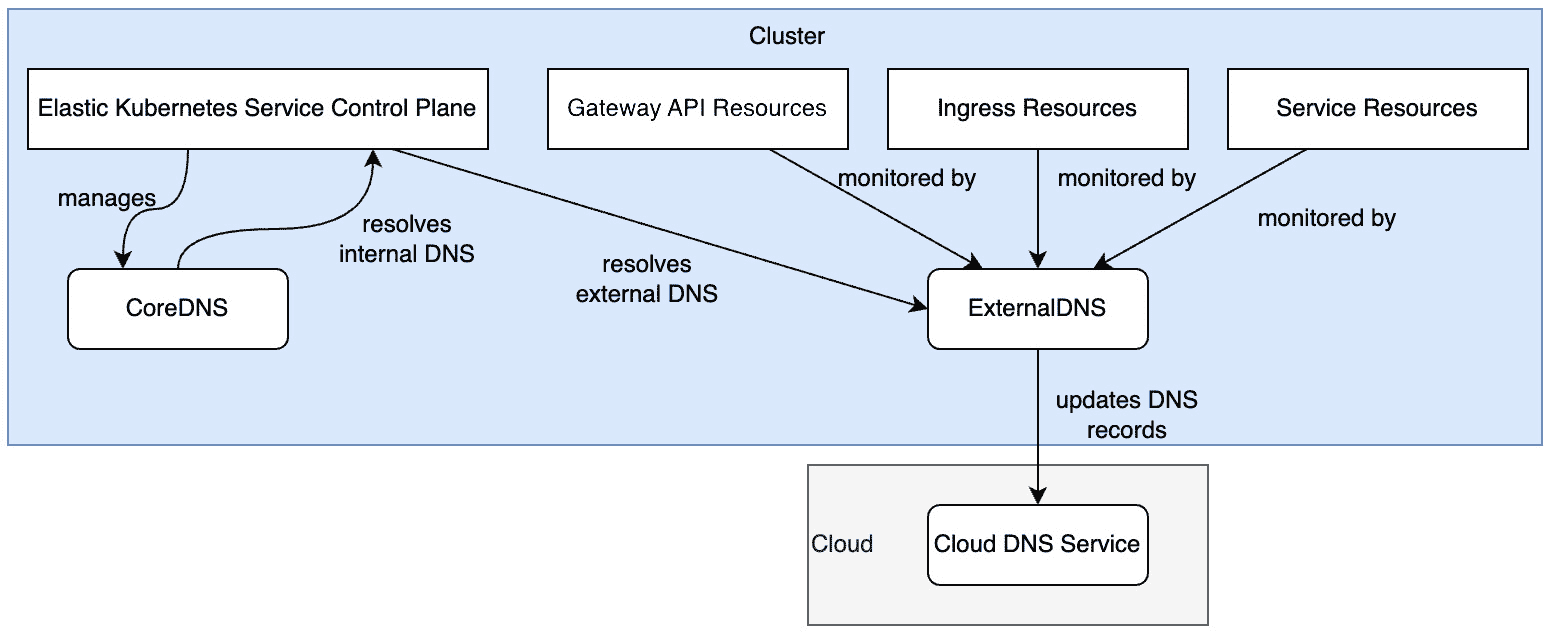 Cluster
Elastic Kubernetes Service Control Plane
Gateway API Resources
Ingress Resources
Service Resources
manages
resolves
internal DNS
resolves
external DNS
monitored by
monitored by
monitored by
CoreDNS
ExternalDNS
updates DNS
records
Cloud
Cloud DNS Service